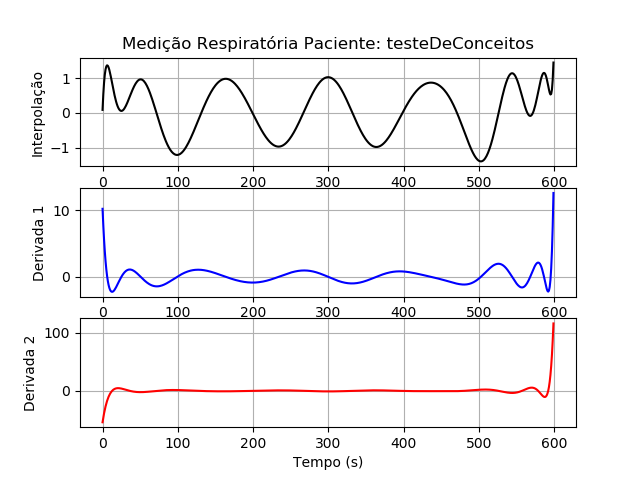 Medição Respiratória Paciente: testeDeConceitos
Interpolação
1
0
−1
0 100 200 300 400 500 600
Derivada 1
10
0
0 100 200 300 400 500 600
Derivada 2
100
0
0 100 200 300 400 500 600
Tempo (s)